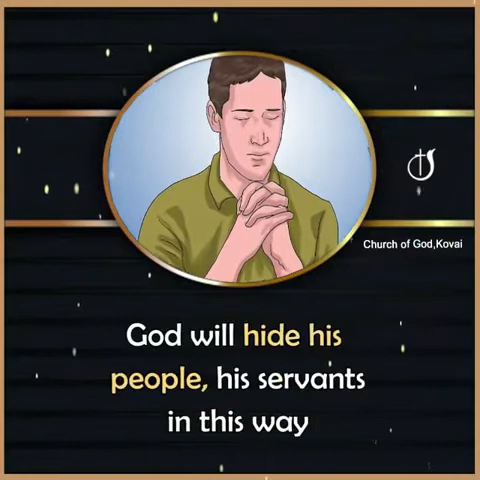 Church of God,Kovai
God will hide his
people, his servants
in this way